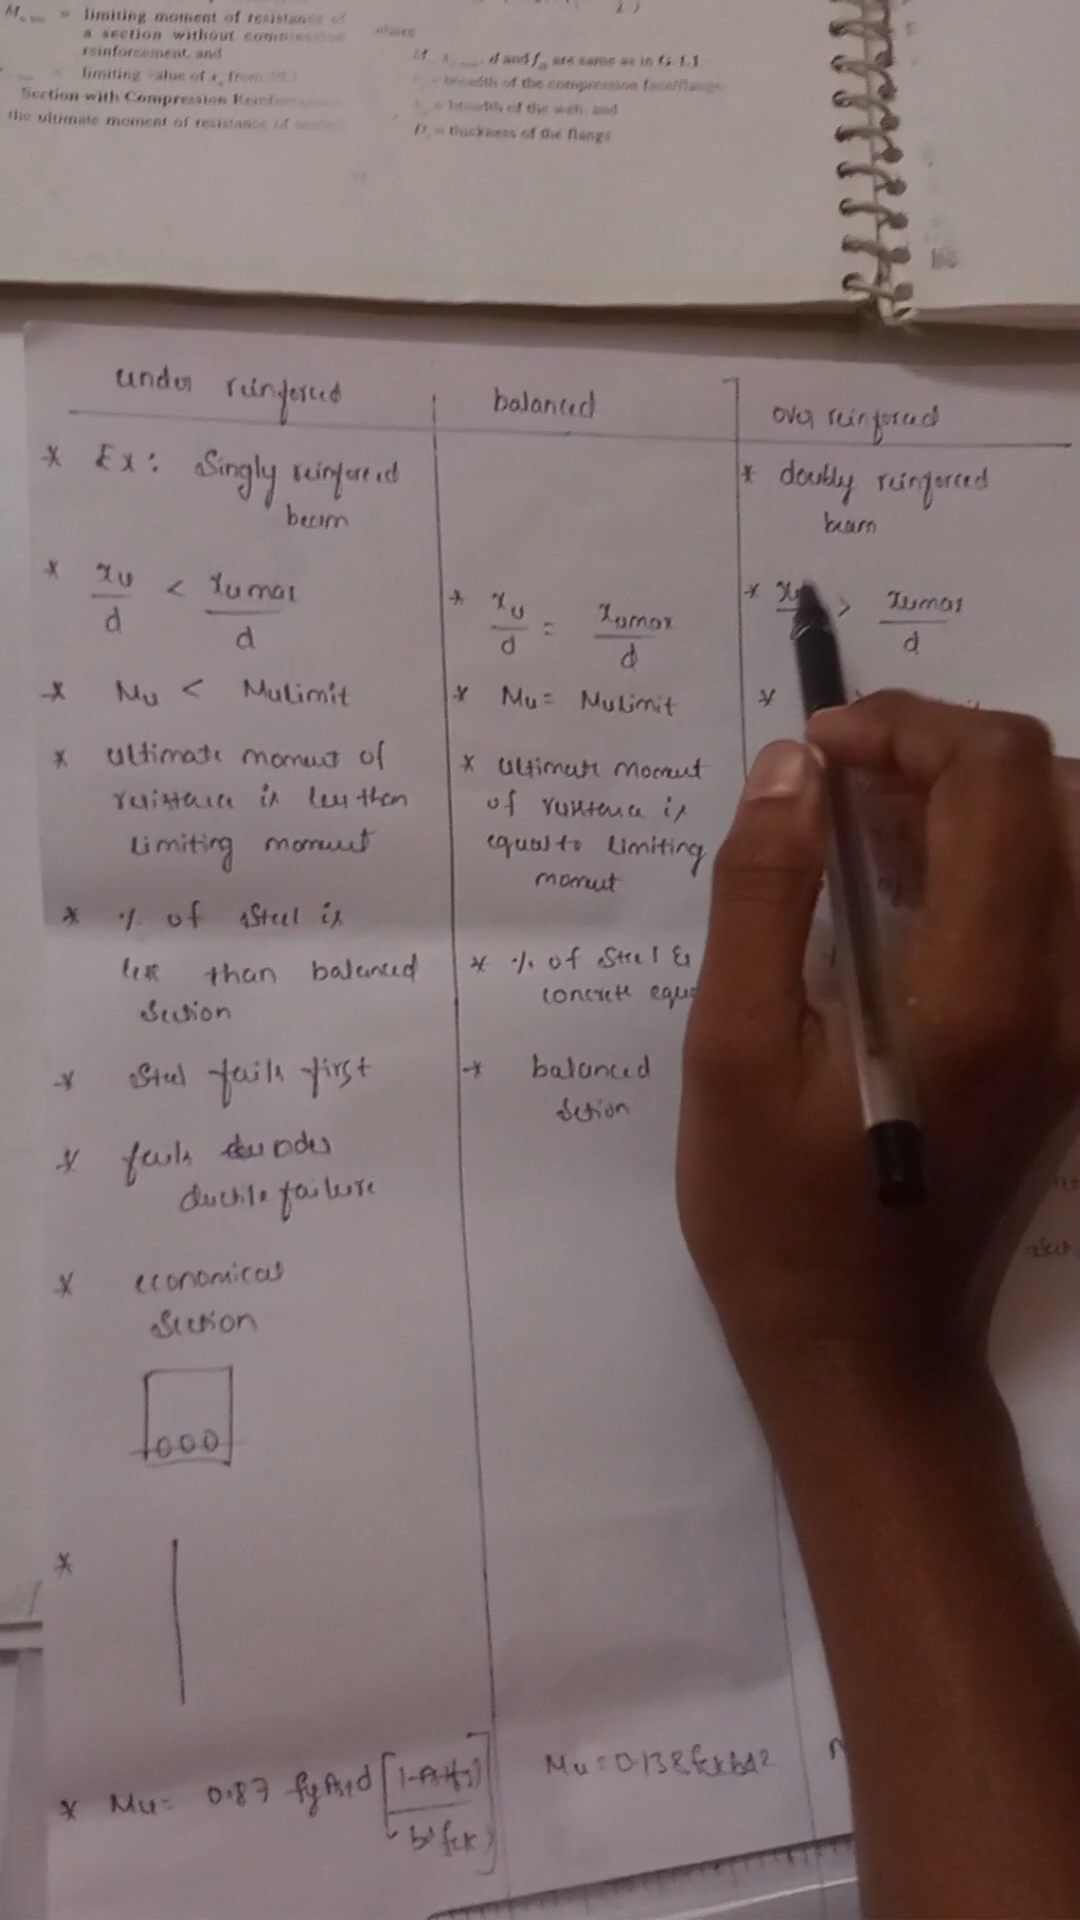 limiting moment of resistance of
a section without compression
reinforcement, and
limiting value of x
Section with Compression
the ultimate moment of resistance of
where
d and f are same as in G-1.1
breadth of the compression face/flange
= breadth of the web, and
D = thickness of the flange
under reinforced
* Ex: Singly reinforced
beam
* xu/d < xumax/d
* Mu < Mulimit
* ultimate moment of
resistance is less than
limiting moment
* % of steel is
less than balanced
section
* Steel fails first
* fails
ductile failure
* economical
section
000
*
* Mu = 0.87 fy Ast d [1-Ast fy/bd fck]
balanced
* xu/d = xumax/d
* Mu = Mulimit
* ultimate moment
of resistance is
equal to limiting
moment
* % of Steel &
concrete
* balanced
section
Mu = 0.138 fck bd2
over reinforced
* doubly reinforced
beam
* > xumax/d
*